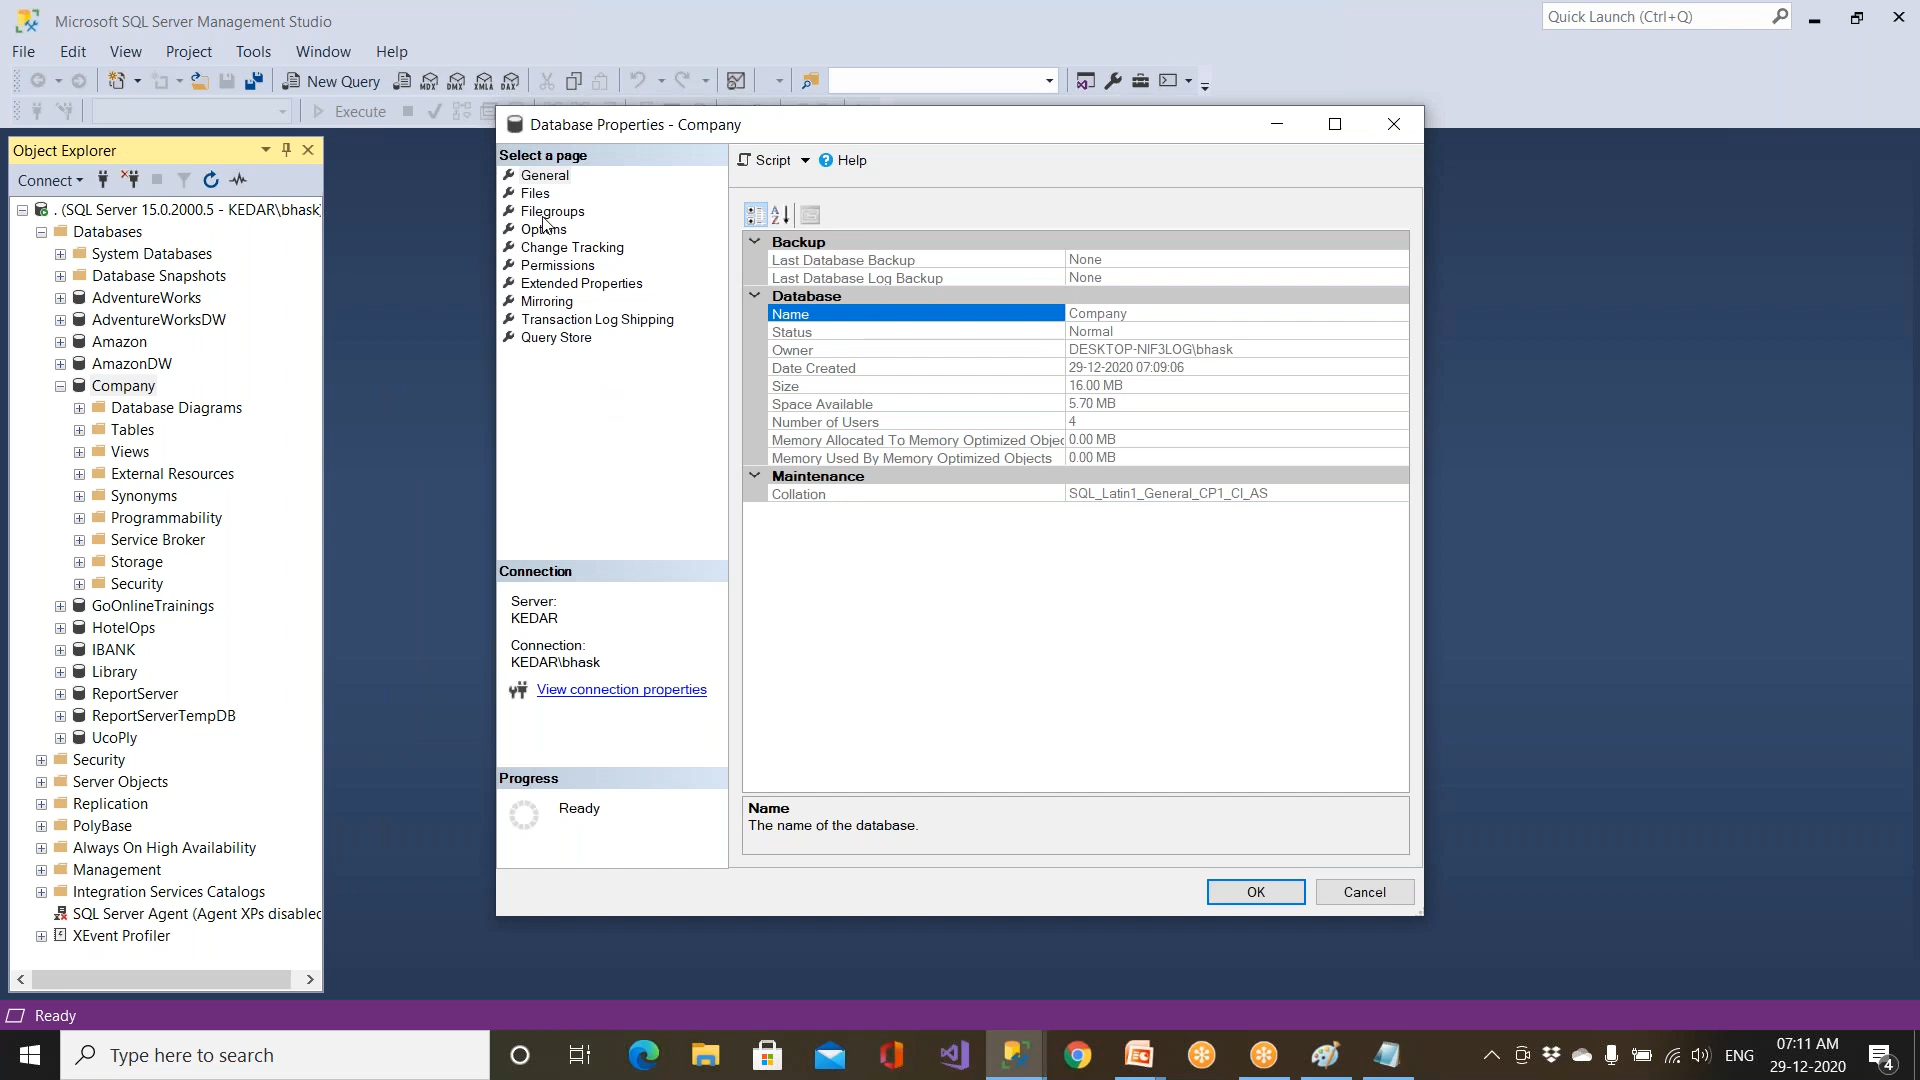 Microsoft SQL Server Management Studio
Quick Launch (Ctrl+Q)
File Edit View Project Tools Window Help
New Query MDX DMX XMLA DAX
Execute
Object Explorer
Connect
. (SQL Server 15.0.2000.5 - KEDAR\bhask
Databases
System Databases
Database Snapshots
AdventureWorks
AdventureWorksDW
Amazon
AmazonDW
Company
Database Diagrams
Tables
Views
External Resources
Synonyms
Programmability
Service Broker
Storage
Security
GoOnlineTrainings
HotelOps
IBANK
Library
ReportServer
ReportServerTempDB
UcoPly
Security
Server Objects
Replication
PolyBase
Always On High Availability
Management
Integration Services Catalogs
SQL Server Agent (Agent XPs disabled
XEvent Profiler
Database Properties - Company
Select a page
General
Files
Filegroups
Options
Change Tracking
Permissions
Extended Properties
Mirroring
Transaction Log Shipping
Query Store
Connection
Server:
KEDAR
Connection:
KEDAR\bhask
View connection properties
Progress
Ready
Script Help
Backup
Last Database Backup None
Last Database Log Backup None
Database
Name Company
Status Normal
Owner DESKTOP-NIF3LOG\bhask
Date Created 29-12-2020 07:09:06
Size 16.00 MB
Space Available 5.70 MB
Number of Users 4
Memory Allocated To Memory Optimized Objec 0.00 MB
Memory Used By Memory Optimized Objects 0.00 MB
Maintenance
Collation SQL_Latin1_General_CP1_CI_AS
Name
The name of the database.
OK Cancel
Ready
Type here to search
ENG
07:11 AM
29-12-2020
4